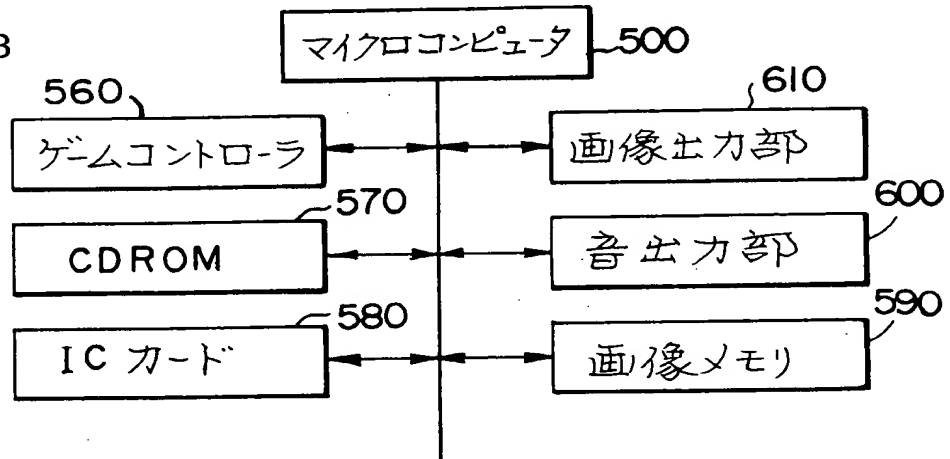 B
マイクロコンピュータ 500
560
ゲームコントローラ
610
画像出力部
570
CDROM
600
音出力部
580
ICカード
590
画像メモリ